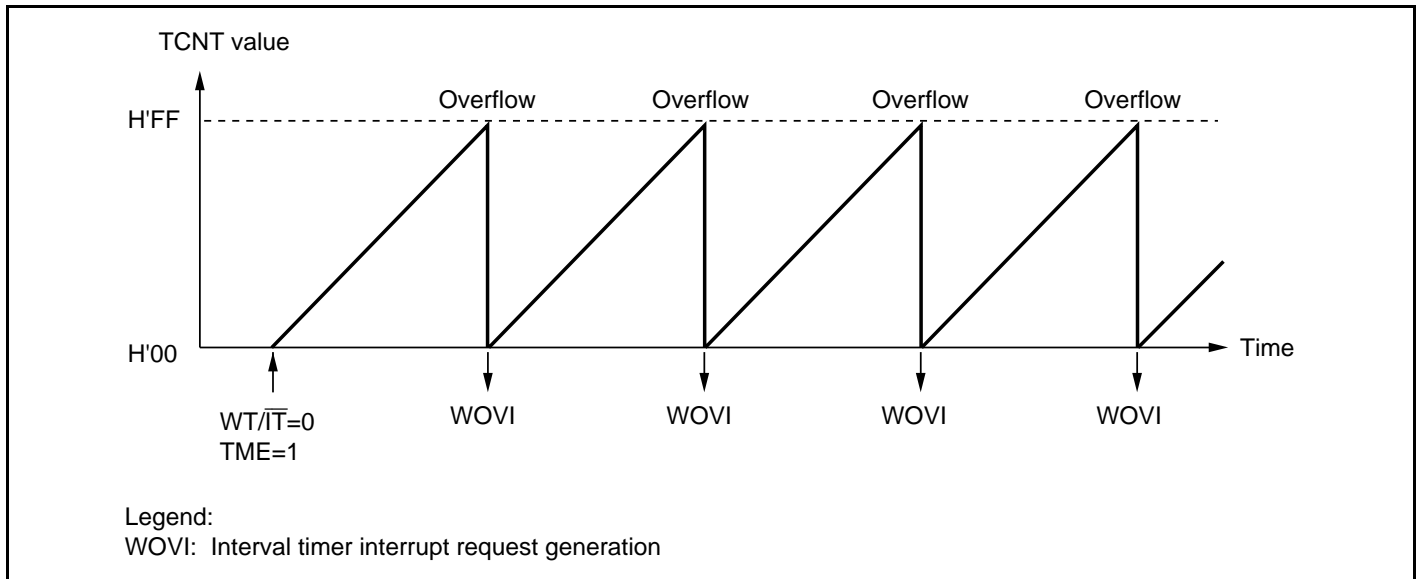 TCNT value
Overflow Overflow Overflow Overflow
H'FF
H'00
Time
WT/IT=0
TME=1
WOVI WOVI WOVI WOVI
Legend:
WOVI: Interval timer interrupt request generation